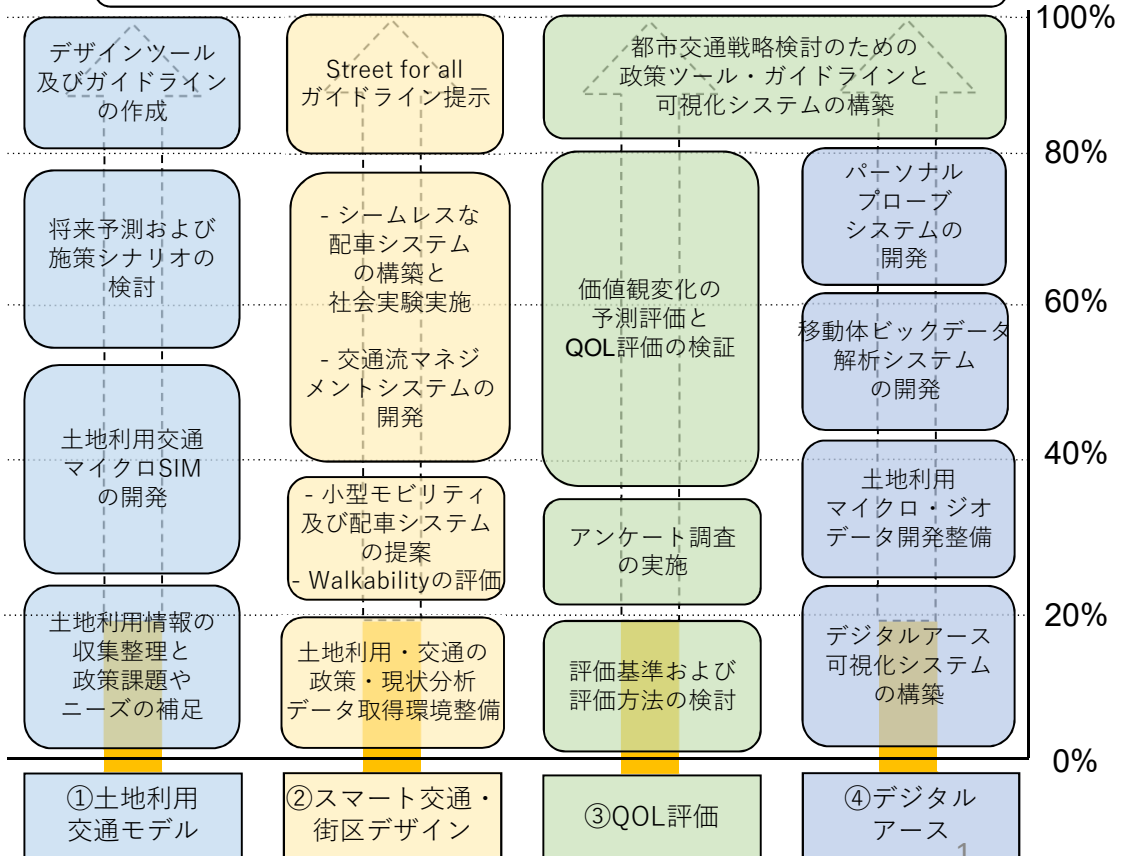 デザインツール
及びガイドライン
の作成
将来予測および
施策シナリオの
検討
土地利用交通
マイクロSIM
の開発
土地利用情報の
収集整理と
政策課題や
ニーズの補足
①土地利用
交通モデル
Street for all
ガイドライン提示
- シームレスな
配車システム
の構築と
社会実験実施
- 交通流マネジ
メントシステムの
開発
- 小型モビリティ
及び配車システム
の提案
- Walkabilityの評価
土地利用・交通の
政策・現状分析
データ取得環境整備
②スマート交通・
街区デザイン
都市交通戦略検討のための
政策ツール・ガイドラインと
可視化システムの構築
価値観変化の
予測評価と
QOL評価の検証
アンケート調査
の実施
評価基準および
評価方法の検討
③QOL評価
パーソナル
プローブ
システムの
開発
移動体ビックデータ
解析システム
の開発
土地利用
マイクロ・ジオ
データ開発整備
デジタルアース
可視化システム
の構築
④デジタル
アース
1
100%
80%
60%
40%
20%
0%